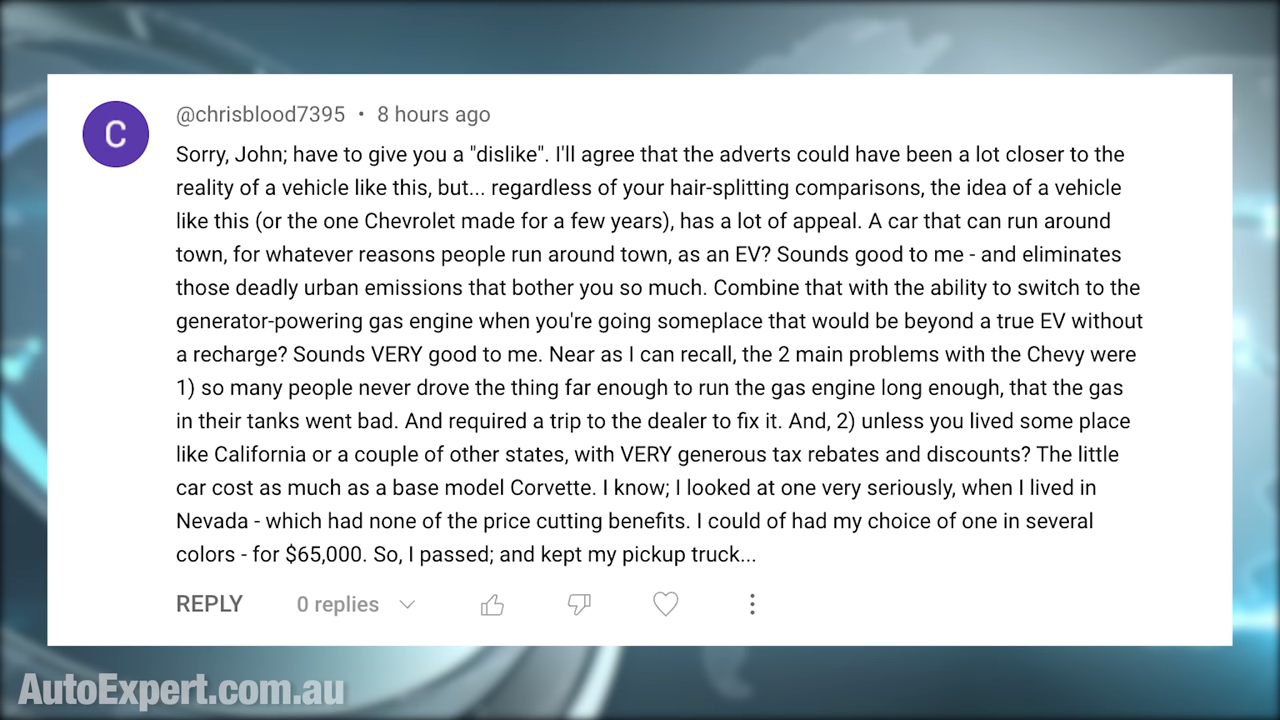 C
@chrisblood7395 • 8 hours ago
Sorry, John; have to give you a "dislike". I'll agree that the adverts could have been a lot closer to the
reality of a vehicle like this, but... regardless of your hair-splitting comparisons, the idea of a vehicle
like this (or the one Chevrolet made for a few years), has a lot of appeal. A car that can run around
town, for whatever reasons people run around town, as an EV? Sounds good to me - and eliminates
those deadly urban emissions that bother you so much. Combine that with the ability to switch to the
generator-powering gas engine when you're going someplace that would be beyond a true EV without
a recharge? Sounds VERY good to me. Near as I can recall, the 2 main problems with the Chevy were
1) so many people never drove the thing far enough to run the gas engine long enough, that the gas
in their tanks went bad. And required a trip to the dealer to fix it. And, 2) unless you lived some place
like California or a couple of other states, with VERY generous tax rebates and discounts? The little
car cost as much as a base model Corvette. I know; I looked at one very seriously, when I lived in
Nevada - which had none of the price cutting benefits. I could of had my choice of one in several
colors - for $65,000. So, I passed; and kept my pickup truck...
REPLY 0 replies
AutoExpert.com.au